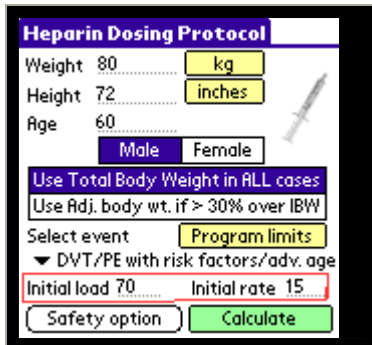 Heparin Dosing Protocol
Weight 80 kg
Height 72 inches
Age 60
Male Female
Use Total Body Weight in ALL cases
Use Adj. body wt. if > 30% over IBW
Select event Program limits
DVT/PE with risk factors/adv. age
Initial load 70 Initial rate 15
Safety option Calculate